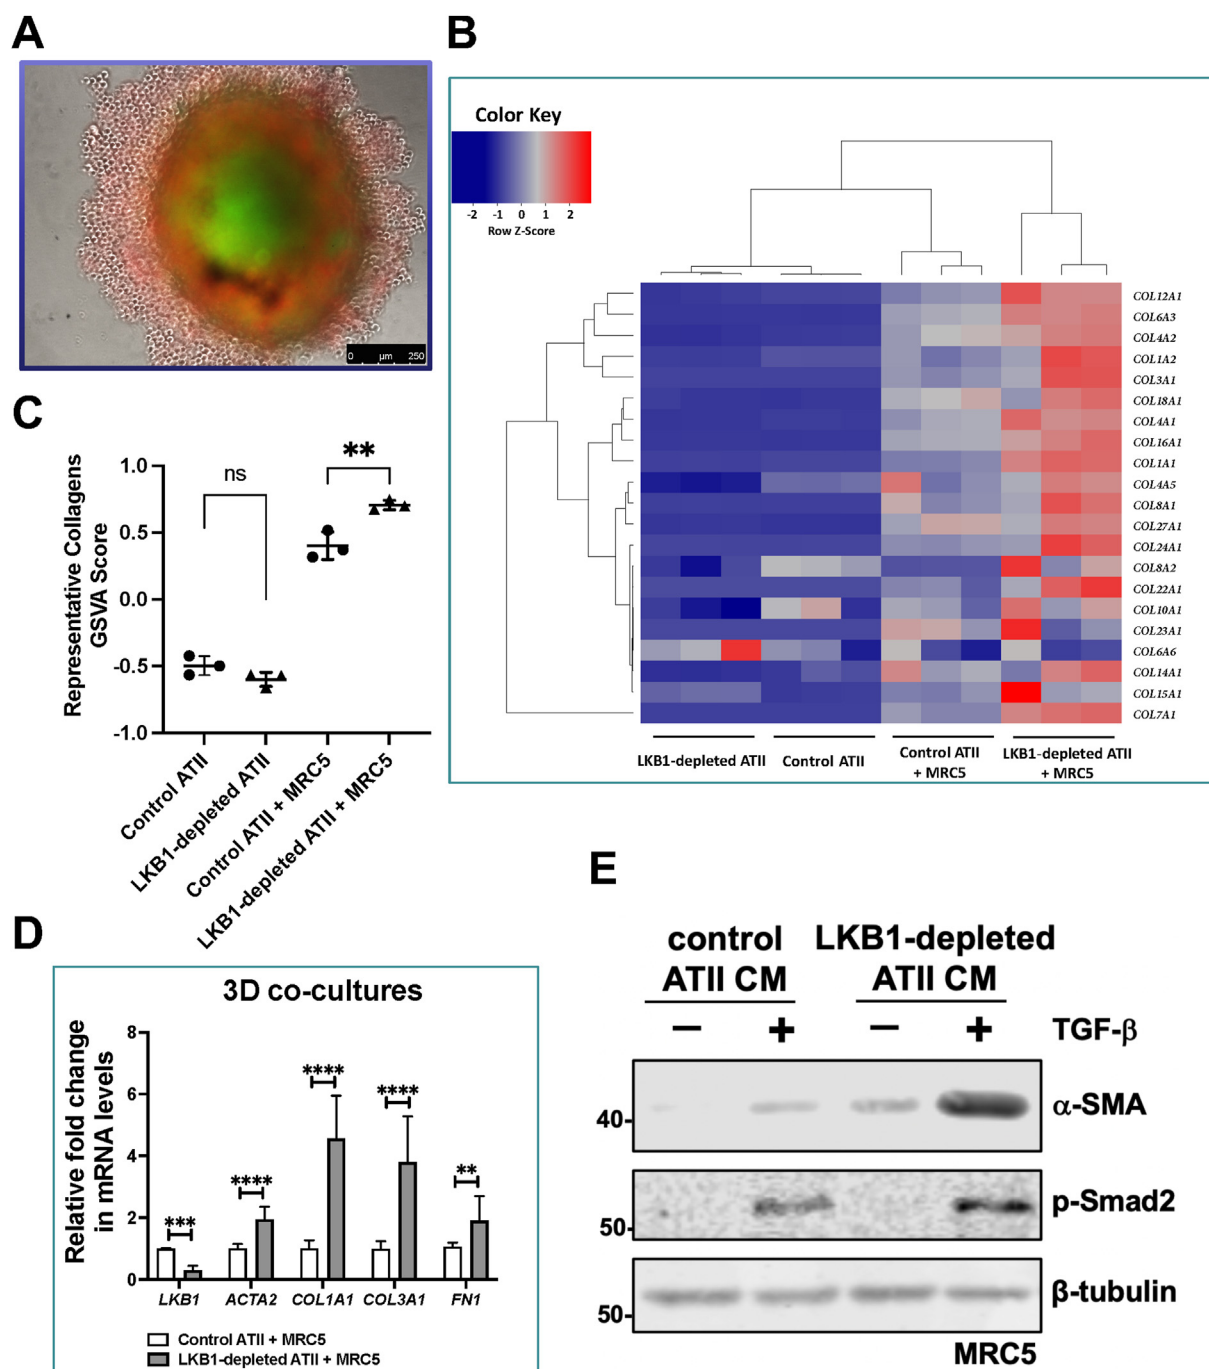 A
0 µm 250
B
Color Key
-2 -1 0 1 2
Row Z-Score
COL12A1
COL6A3
COL4A2
COL1A2
COL3A1
COL18A1
COL4A1
COL16A1
COL1A1
COL4A5
COL8A1
COL27A1
COL24A1
COL8A2
COL22A1
COL10A1
COL23A1
COL6A6
COL14A1
COL15A1
COL7A1
LKB1-depleted ATII
Control ATII
Control ATII
+ MRC5
LKB1-depleted ATII
+ MRC5
C
Representative Collagens
GSVA Score
1.0
0.5
0.0
-0.5
-1.0
ns
**
Control ATII
LKB1-depleted ATII
Control ATII + MRC5
LKB1-depleted ATII + MRC5
D
3D co-cultures
Relative fold change
in mRNA levels
8
6
4
2
0
***
****
****
****
**
LKB1 ACTA2 COL1A1 COL3A1 FN1
Control ATII + MRC5
LKB1-depleted ATII + MRC5
E
control
ATII CM
LKB1-depleted
ATII CM
− + − + TGF-β
40
α-SMA
50
p-Smad2
50
β-tubulin
MRC5